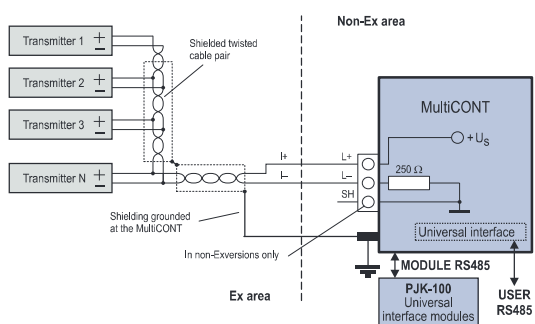 Non-Ex area
Transmitter 1 + −
Shielded twisted
cable pair
Transmitter 2 + −
Transmitter 3 + −
Transmitter N + −
MultiCONT
+ Us
I+
L+
I–
L–
250 Ω
SH
Shielding grounded
at the MultiCONT
Universal interface
In non-Exversions only
Ex area
MODULE RS485
PJK-100
Universal
interface modules
USER
RS485